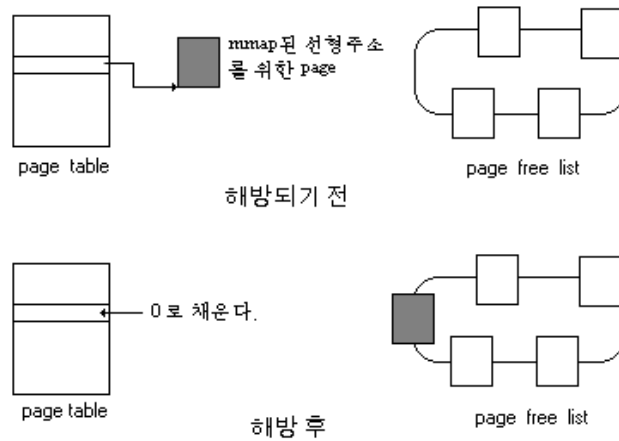 mmap된 선형주소
를 위한 page
page table
page free list
해방되기 전
0로 채운다.
page table
page free list
해방 후